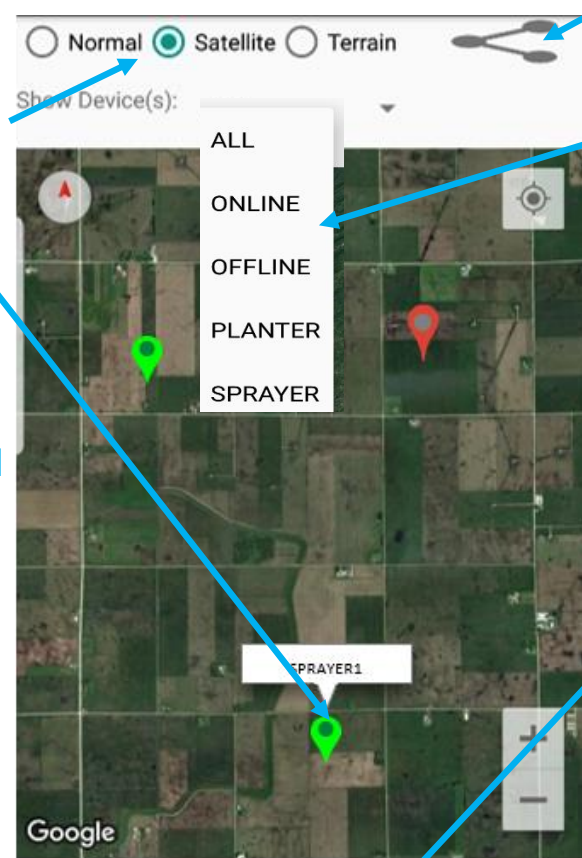 Normal Satellite Terrain
Show Device(s):
ALL
ONLINE
OFFLINE
PLANTER
SPRAYER
SPRAYER1
Google